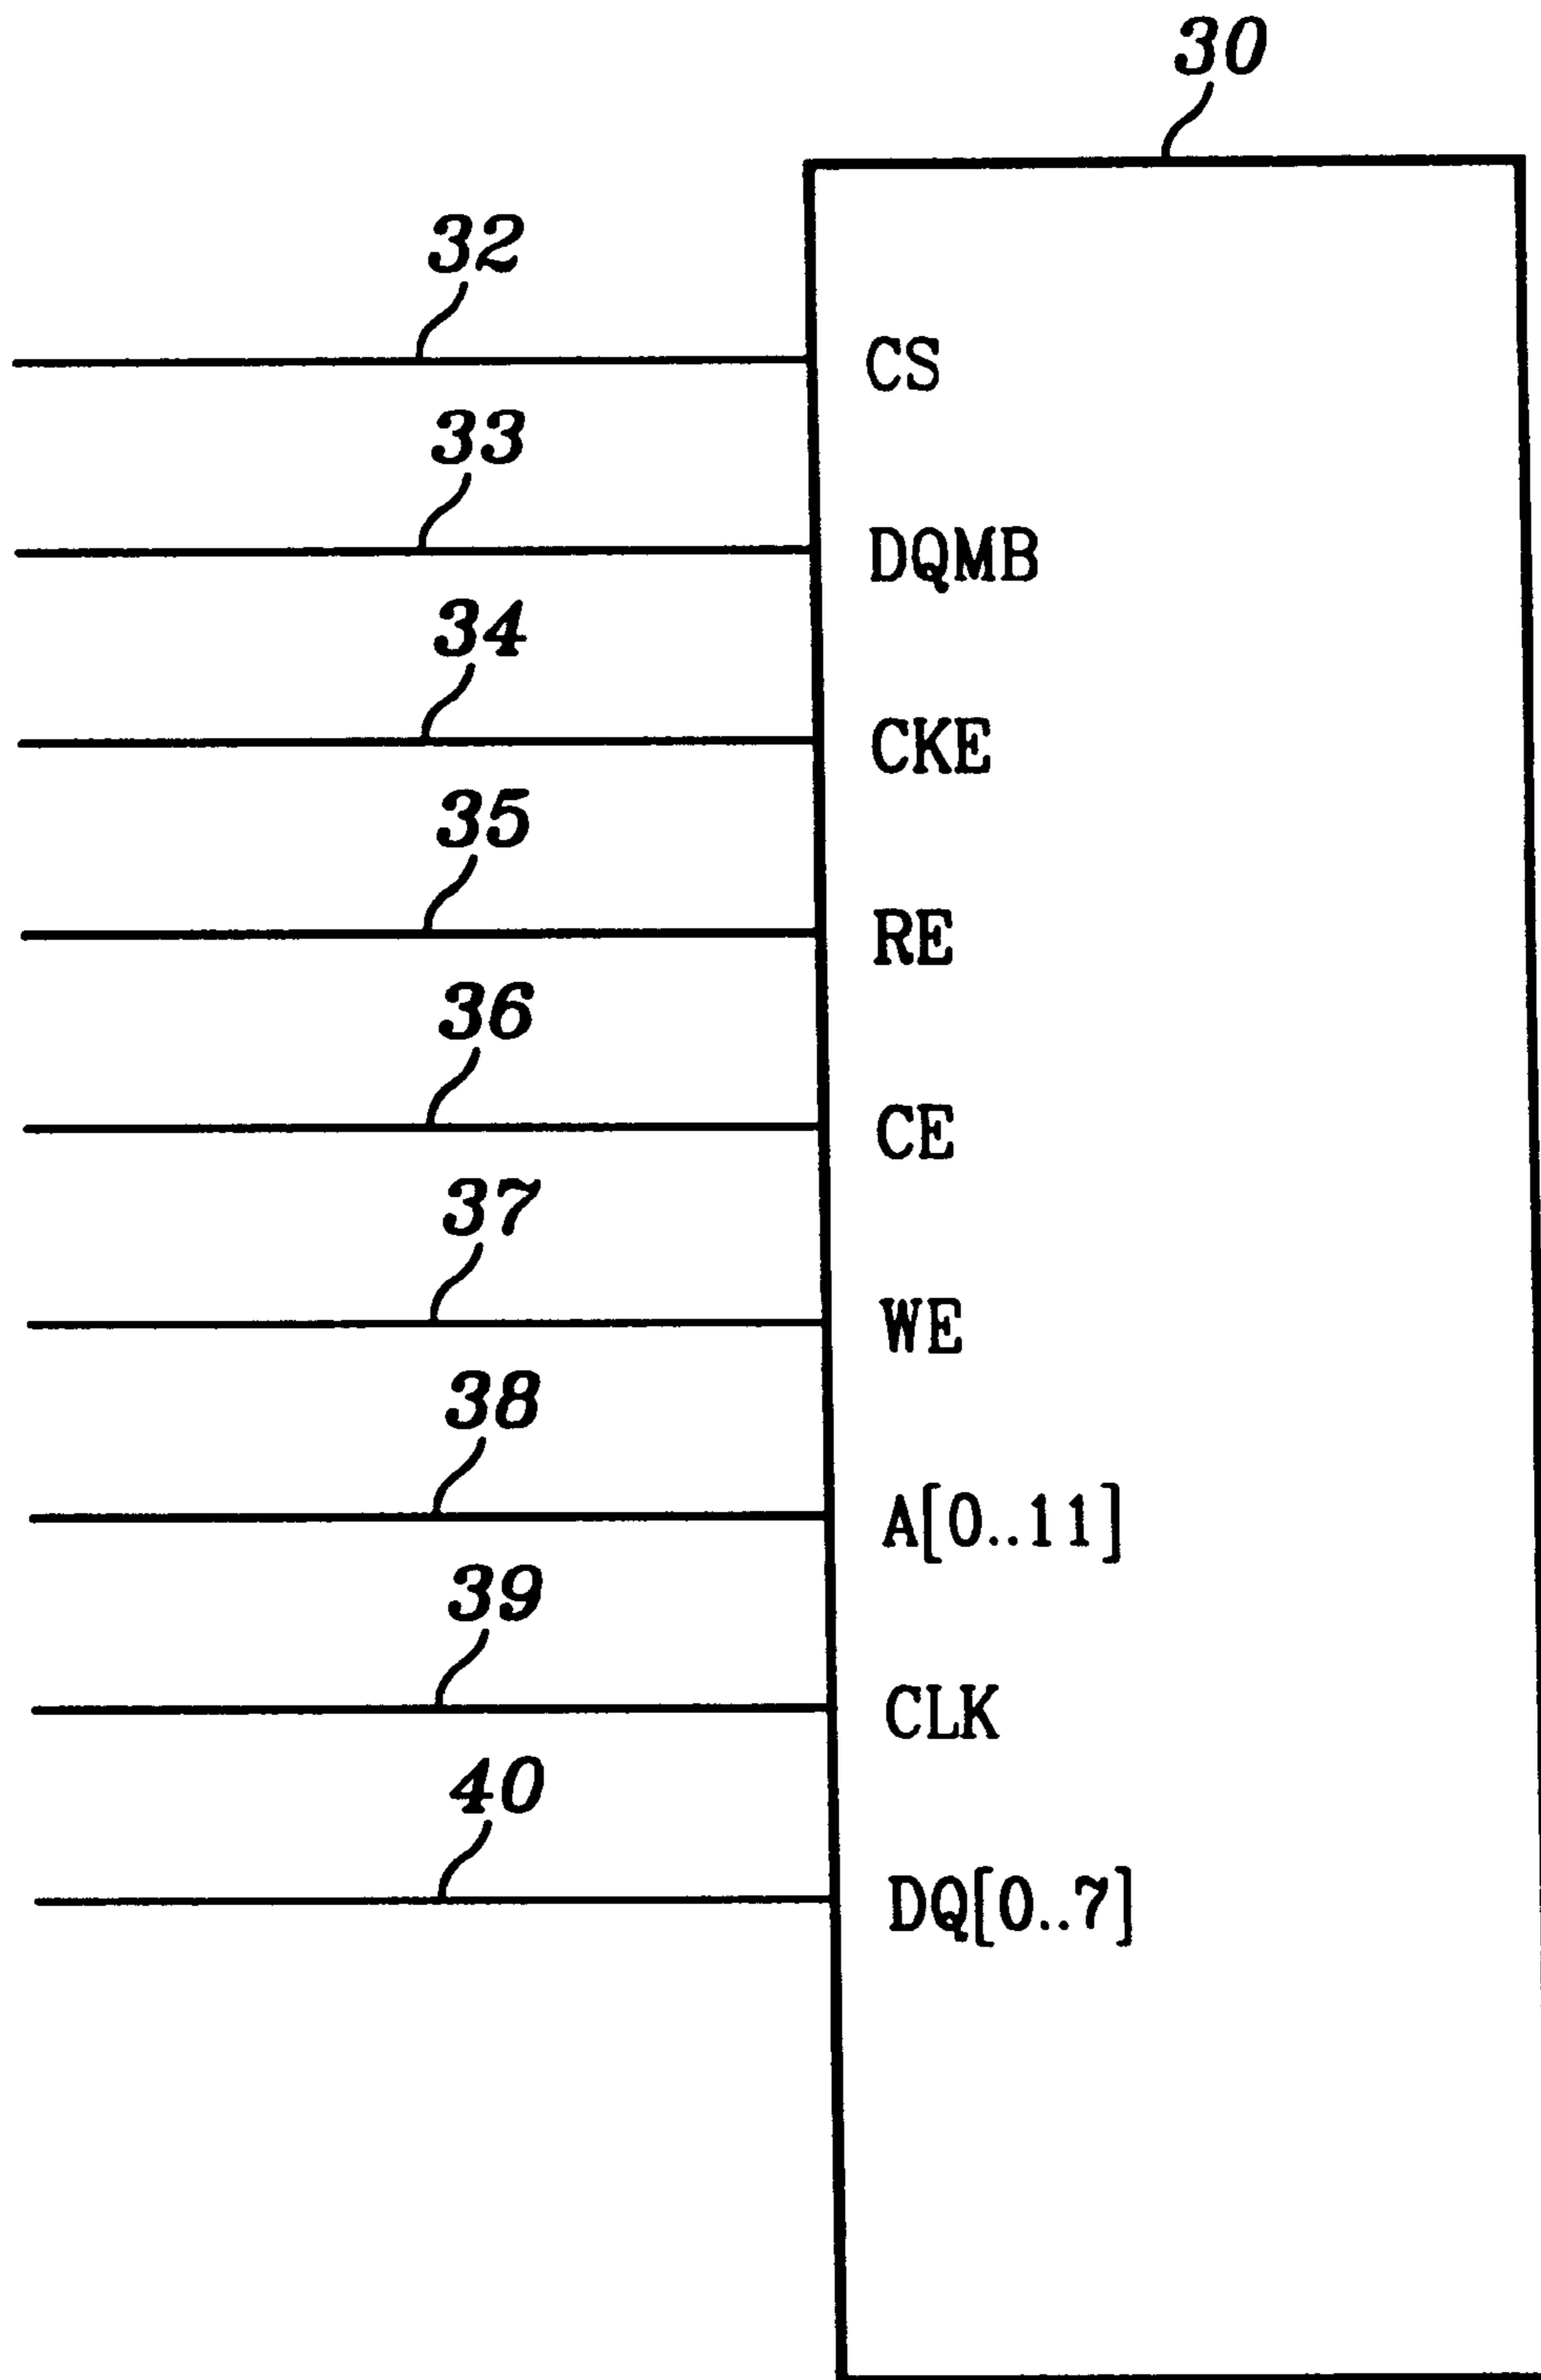 30
32
CS
33
DQMB
34
CKE
35
RE
36
CE
37
WE
38
A[0..11]
39
CLK
40
DQ[0..7]